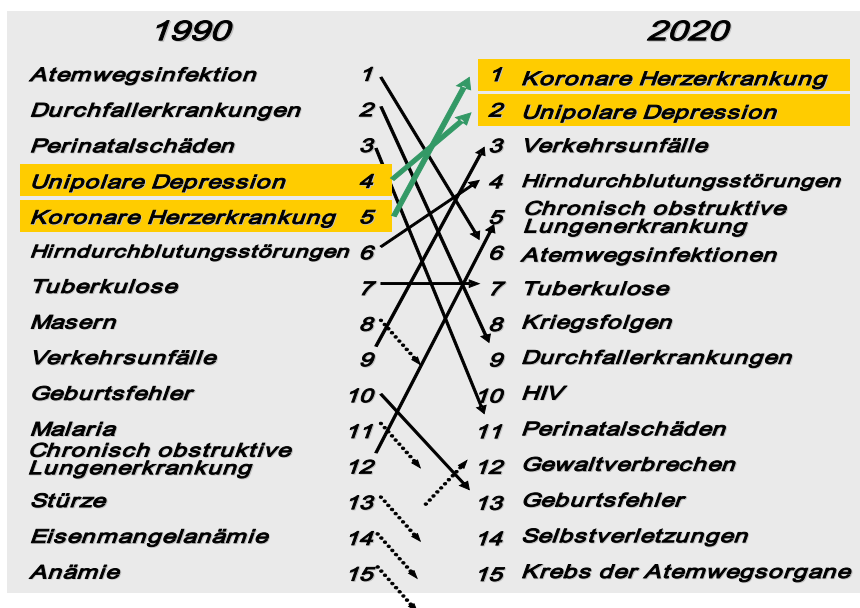 1990
Atemwegsinfektion 1
Durchfallerkrankungen 2
Perinatalschäden 3
Unipolare Depression 4
Koronare Herzerkrankung 5
Hirndurchblutungsstörungen 6
Tuberkulose 7
Masern 8
Verkehrsunfälle 9
Geburtsfehler 10
Malaria 11
Chronisch obstruktive
Lungenerkrankung 12
Stürze 13
Eisenmangelanämie 14
Anämie 15
2020
1 Koronare Herzerkrankung
2 Unipolare Depression
3 Verkehrsunfälle
4 Hirndurchblutungsstörungen
5 Chronisch obstruktive
Lungenerkrankung
6 Atemwegsinfektionen
7 Tuberkulose
8 Kriegsfolgen
9 Durchfallerkrankungen
10 HIV
11 Perinatalschäden
12 Gewaltverbrechen
13 Geburtsfehler
14 Selbstverletzungen
15 Krebs der Atemwegsorgane